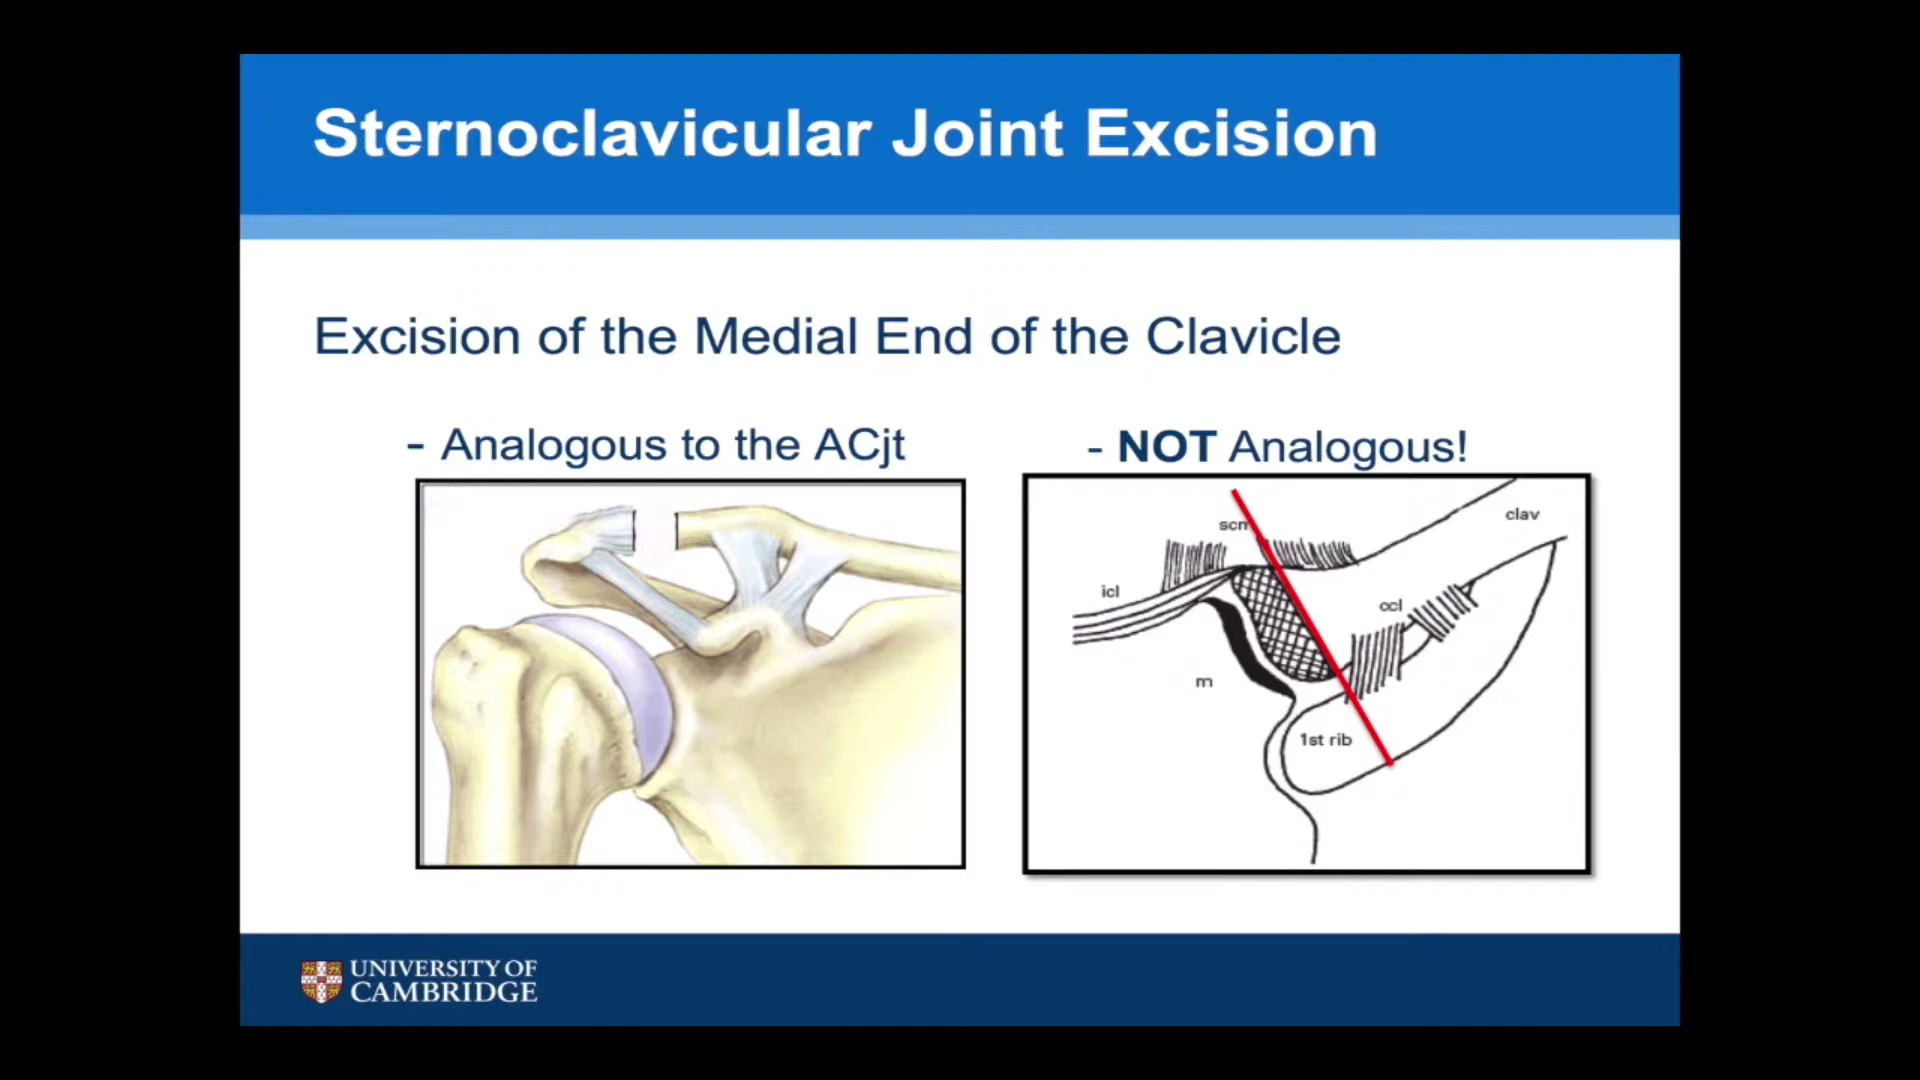 Sternoclavicular Joint Excision
Excision of the Medial End of the Clavicle
- Analogous to the ACjt
- NOT Analogous!
scm
clav
icl
ccl
m
1st rib
UNIVERSITY OF
CAMBRIDGE